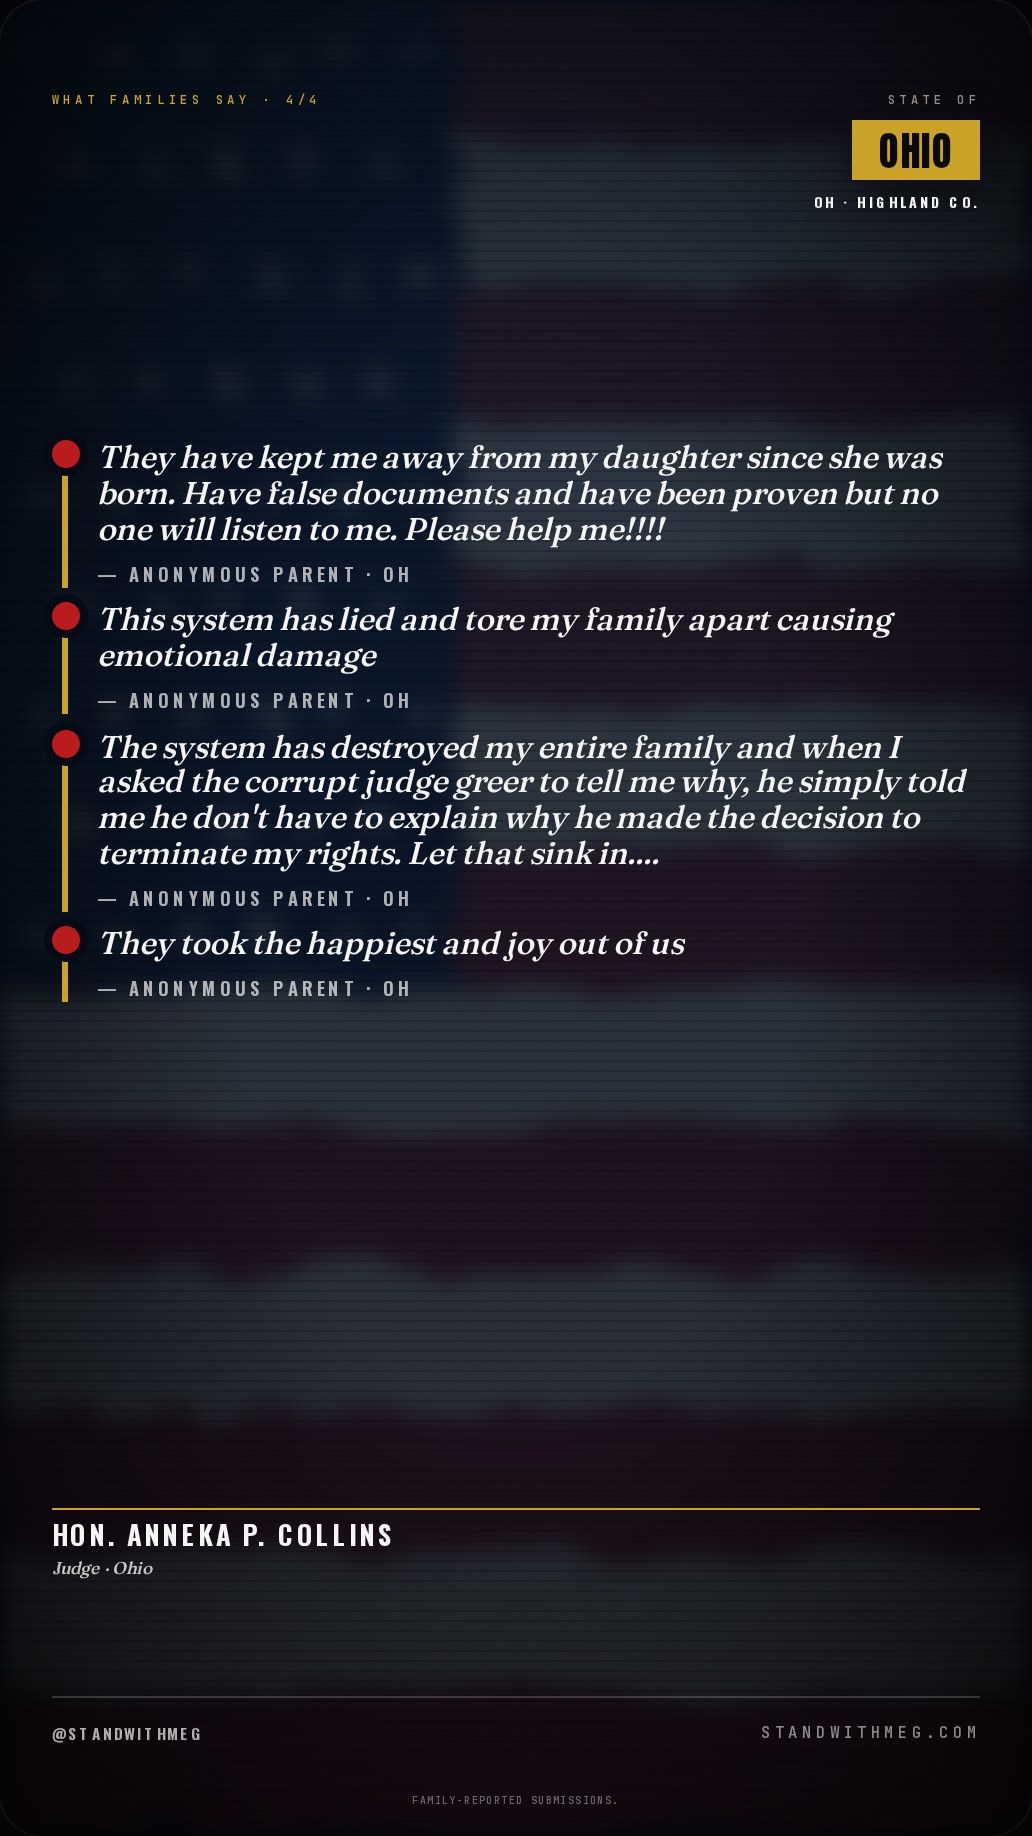 WHAT FAMILIES SAY · 4/4
STATE OF
OHIO
OH · HIGHLAND CO.
They have kept me away from my daughter since she was
born. Have false documents and have been proven but no
one will listen to me. Please help me!!!!
— ANONYMOUS PARENT · OH
This system has lied and tore my family apart causing
emotional damage
— ANONYMOUS PARENT · OH
The system has destroyed my entire family and when I
asked the corrupt judge greer to tell me why, he simply told
me he don't have to explain why he made the decision to
terminate my rights. Let that sink in....
— ANONYMOUS PARENT · OH
They took the happiest and joy out of us
— ANONYMOUS PARENT · OH
HON. ANNEKA P. COLLINS
Judge · Ohio
@STANDWITHMEG
STANDWITHMEG.COM
FAMILY-REPORTED SUBMISSIONS.